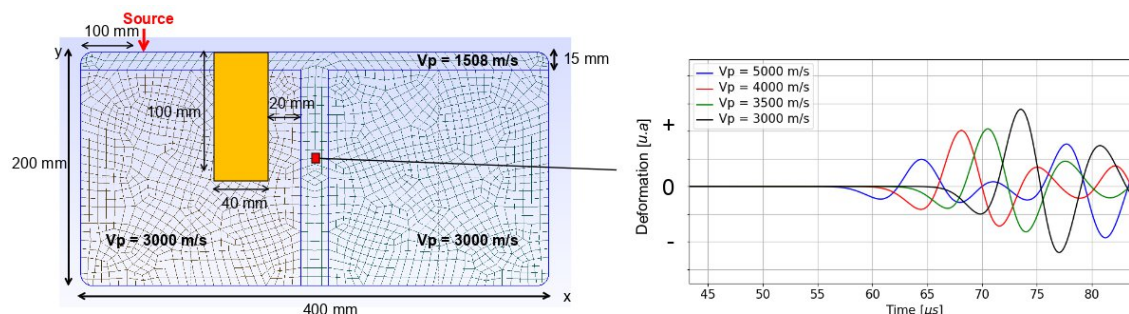 Source
100 mm
y
Vp = 1508 m/s
15 mm
100 mm
20 mm
200 mm
40 mm
Vp = 3000 m/s
Vp = 3000 m/s
400 mm
x
Vp = 5000 m/s
Vp = 4000 m/s
Vp = 3500 m/s
Vp = 3000 m/s
Deformation [u.a]
+
0
-
45 50 55 60 65 70 75 80
Time [µs]